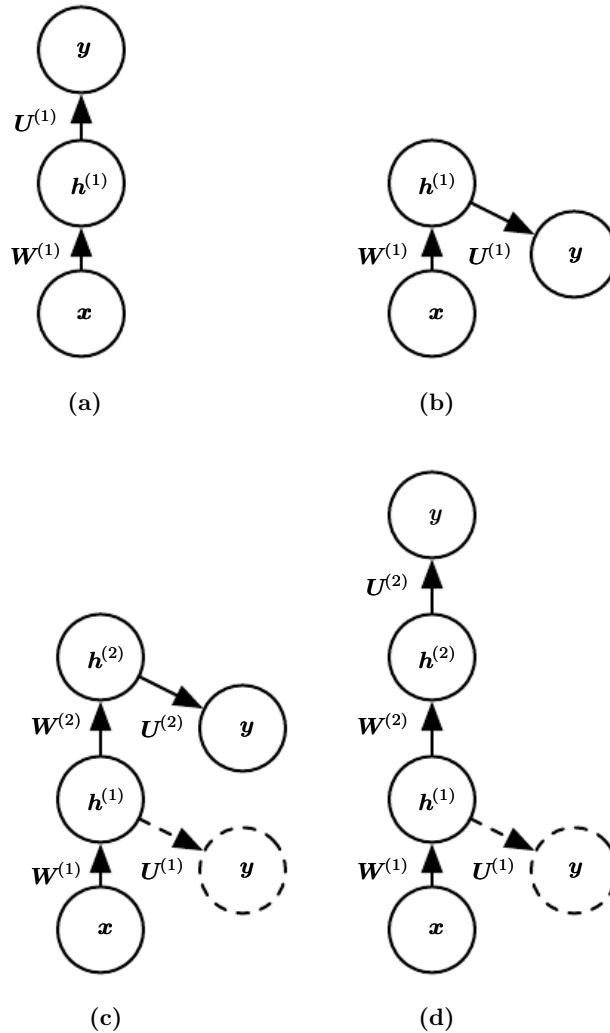 y
U^(1)
h^(1)
W^(1)
x
(a)
h^(1)
W^(1) U^(1) y
x
(b)
h^(2)
W^(2) U^(2) y
h^(1)
W^(1) U^(1) y
x
(c)
y
U^(2)
h^(2)
W^(2)
h^(1)
W^(1) U^(1) y
x
(d)